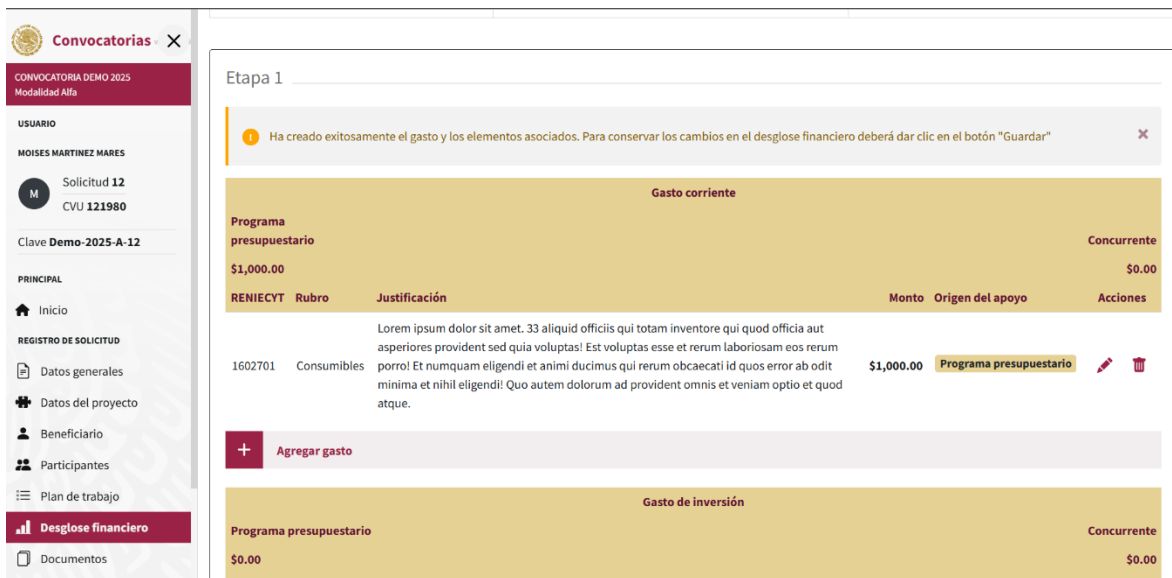 Convocatorias
CONVOCATORIA DEMO 2025
Modalidad Alfa
USUARIO
MOISES MARTINEZ MARES
M
Solicitud 12
CVU 121980
Clave Demo-2025-A-12
PRINCIPAL
Inicio
REGISTRO DE SOLICITUD
Datos generales
Datos del proyecto
Beneficiario
Participantes
Plan de trabajo
Desglose financiero
Documentos
Etapa 1
Ha creado exitosamente el gasto y los elementos asociados. Para conservar los cambios en el desglose financiero deberá dar clic en el botón "Guardar"
Gasto corriente
Programa
presupuestario
Concurrente
$1,000.00
$0.00
RENIECYT Rubro Justificación Monto Origen del apoyo Acciones
Lorem ipsum dolor sit amet. 33 aliquid officiis qui totam inventore qui quod officia aut
asperiores provident sed quia voluptas! Est voluptas esse et rerum laboriosam eos rerum
1602701 Consumibles porro! Et numquam eligendi et animi ducimus qui rerum obcaecati id quos error ab odit $1,000.00 Programa presupuestario
minima et nihil eligendi! Quo autem dolorum ad provident omnis et veniam optio et quod
atque.
Agregar gasto
Gasto de inversión
Programa presupuestario Concurrente
$0.00 $0.00